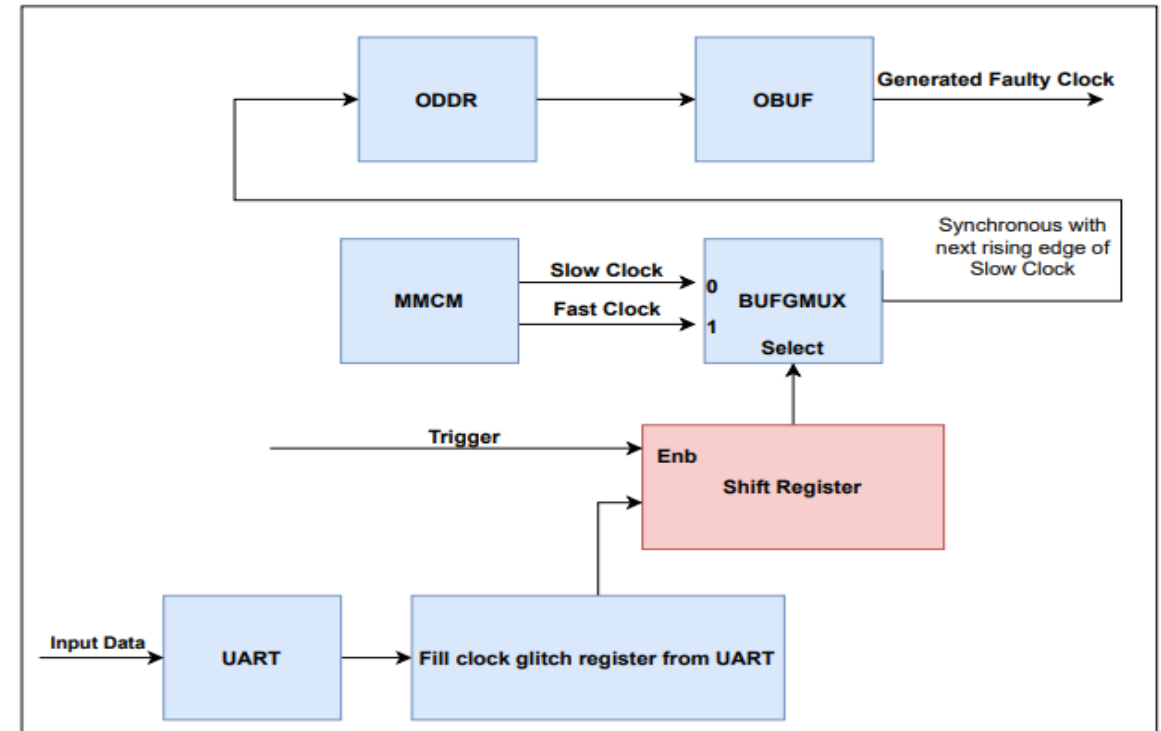 ODDR
OBUF
Generated Faulty Clock
Synchronous with
next rising edge of
Slow Clock
MMCM
Slow Clock
Fast Clock
0
1
BUFGMUX
Select
Trigger
Enb
Shift Register
Input Data
UART
Fill clock glitch register from UART